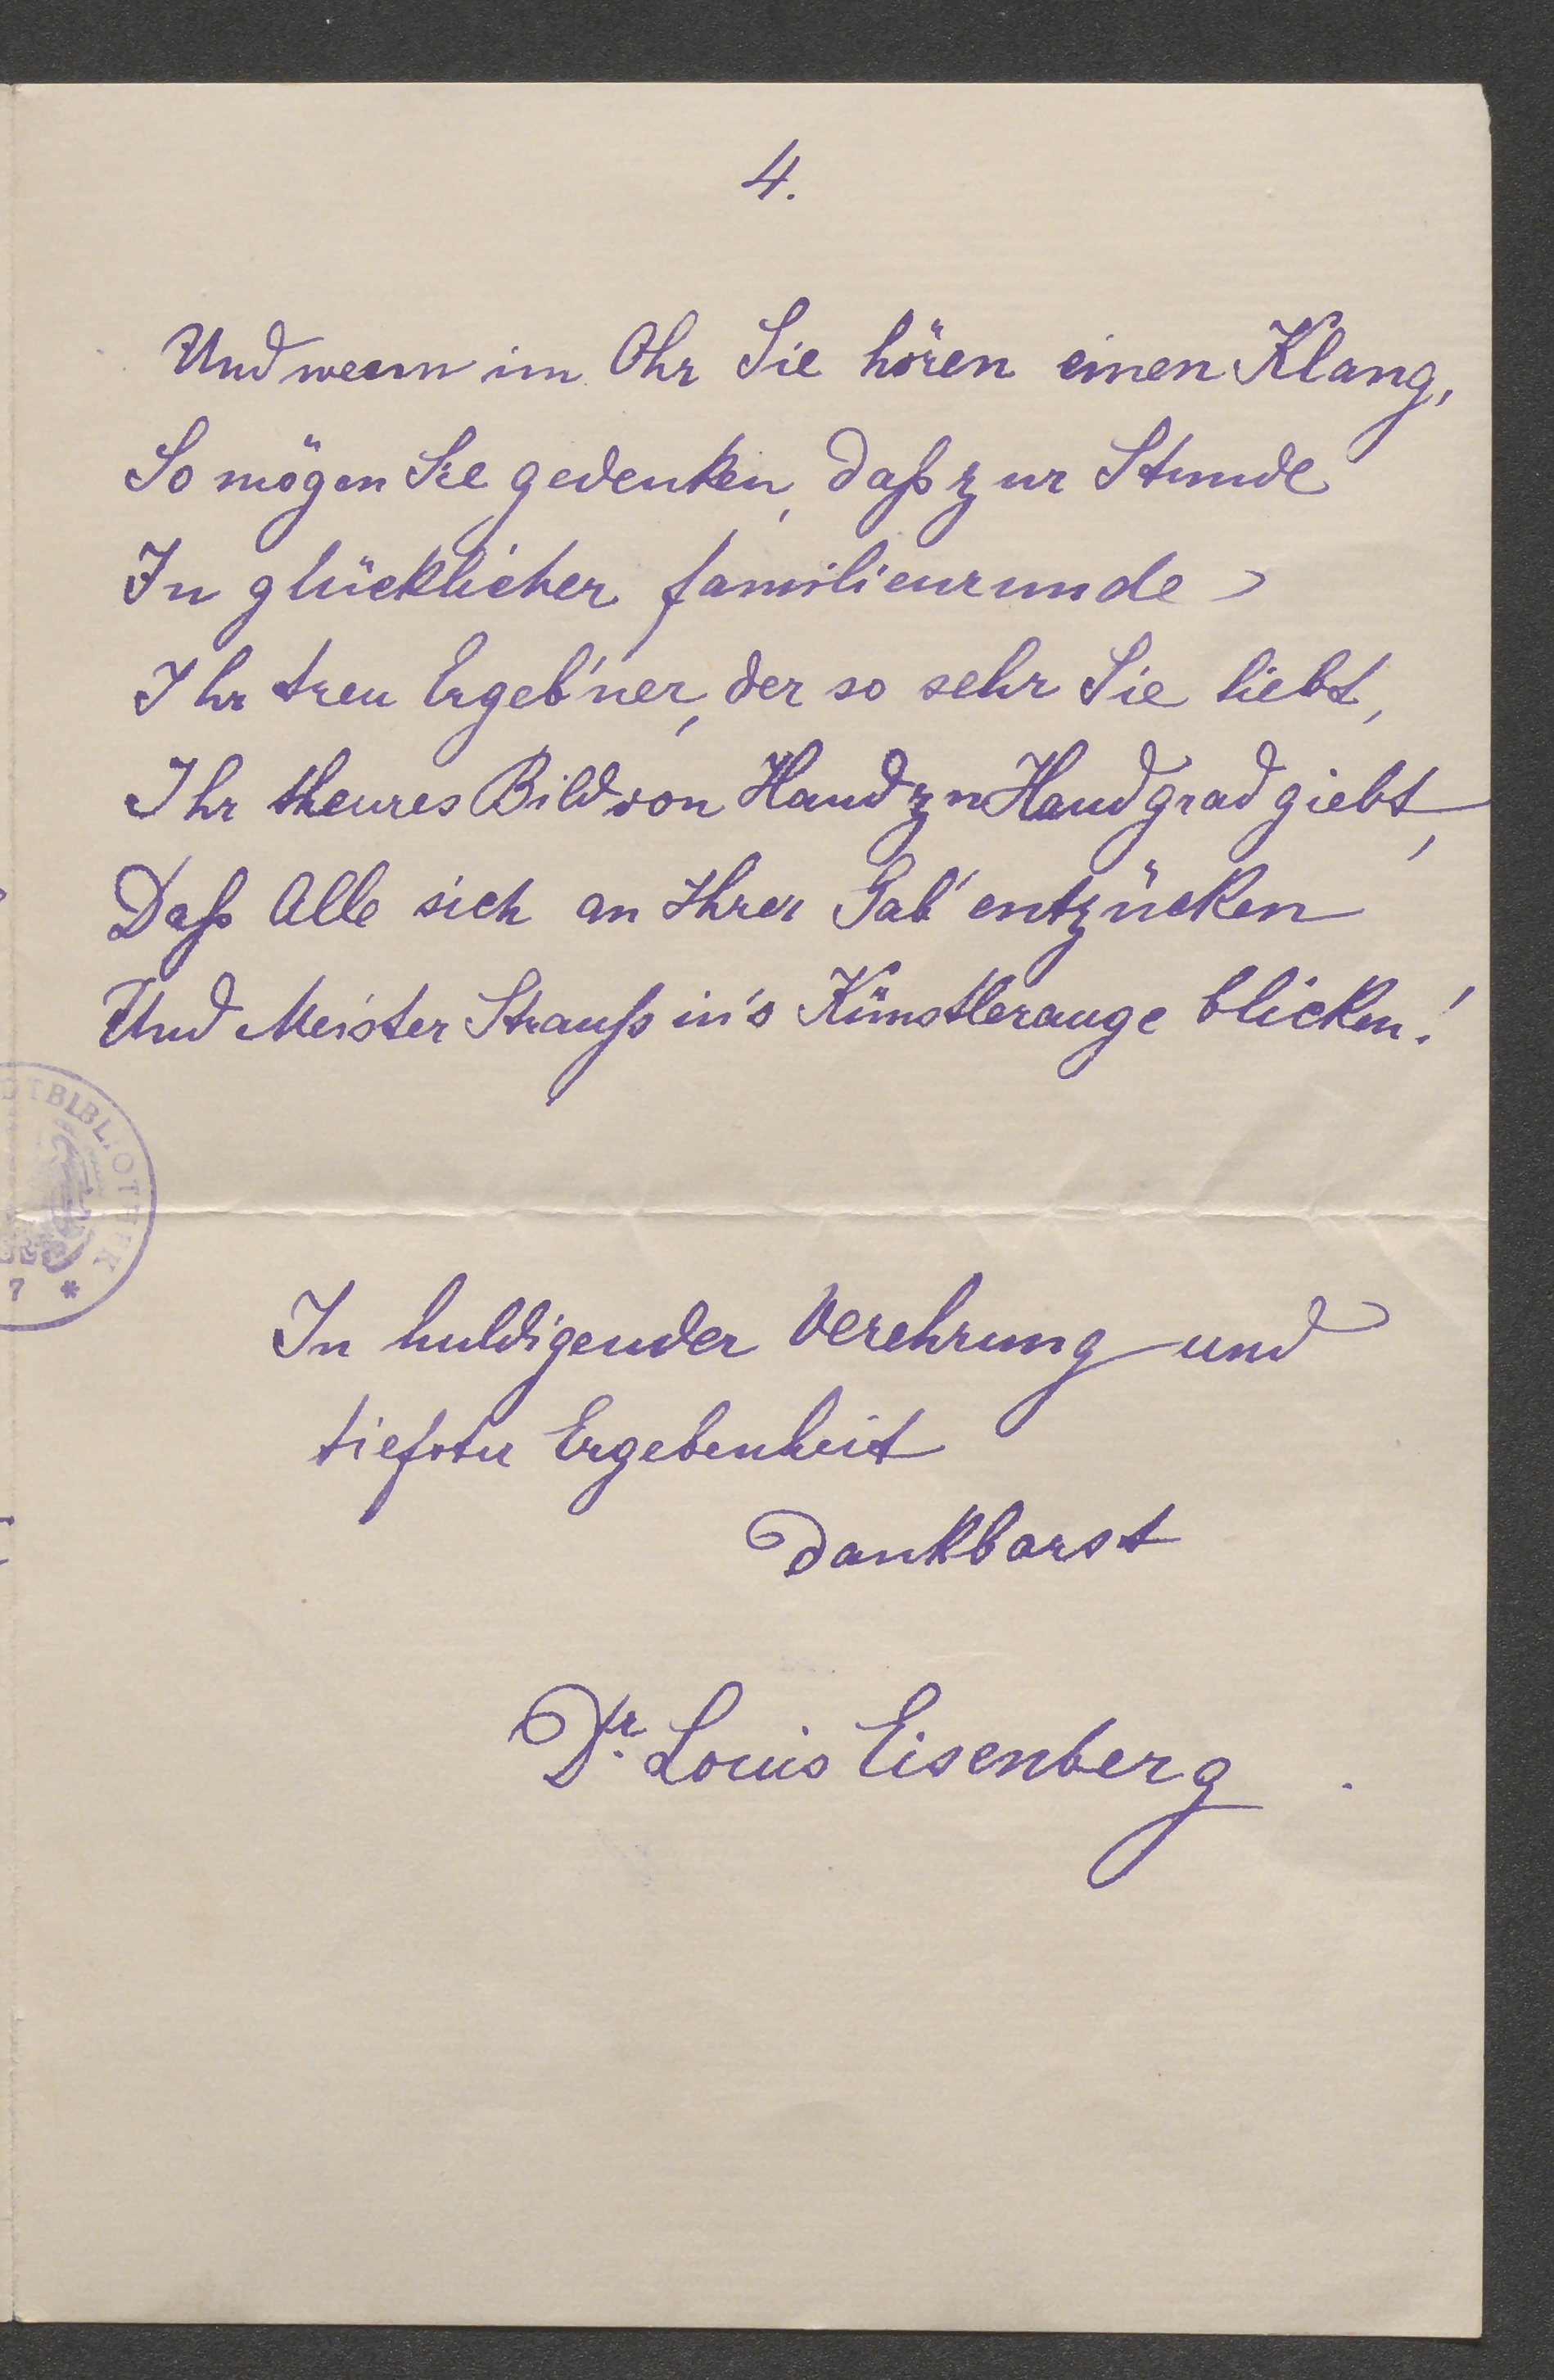 4.
Und wenn im Ohr Sie hören einen Klang,
So mögen Sie gedenken, daß zur Stunde
In glücklicher Familienrunde
Ihr treu Ergeb'ner, der so sehr Sie liebt,
Ihr theures Bild von Hand zu Hand grad giebt,
Daß Alle sich an Ihrer Gab' entzücken
Und Meister Strauß in's Künstlerauge blicken!
DTBIBLIOTHEK
7 *
In huldigender Verehrung und
tiefster Ergebenheit
Dankbarst
Dr. Louis Eisenberg